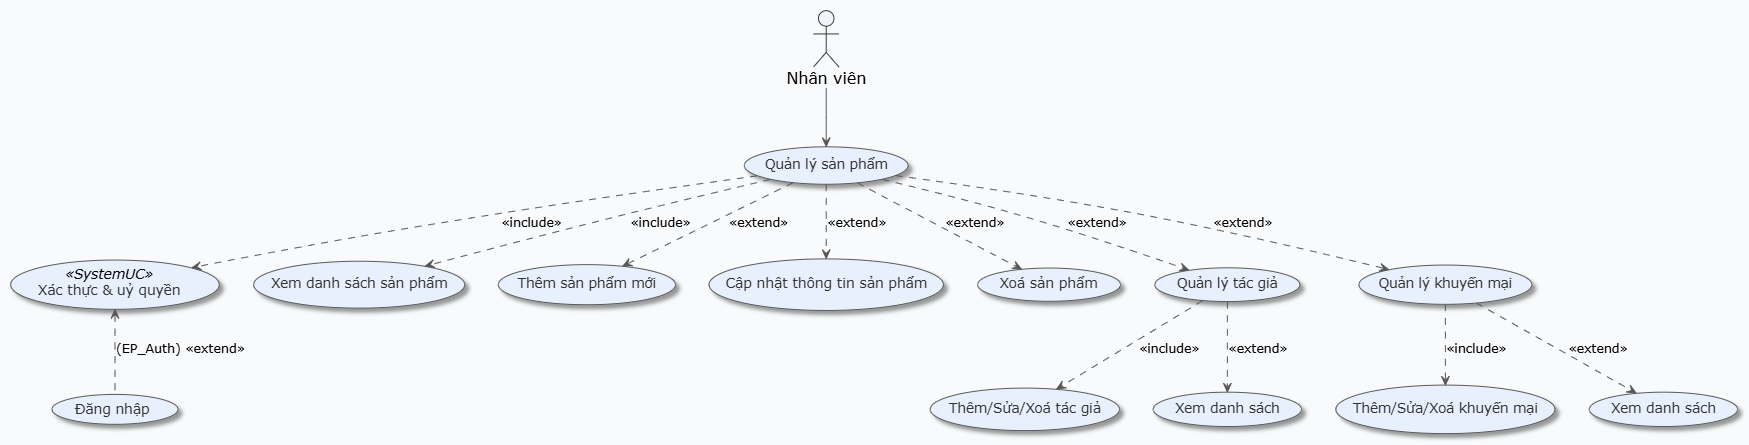 Nhân viên
Quản lý sản phẩm
«include»
«include»
«extend»
«extend»
«extend»
«extend»
«extend»
«SystemUC»
Xác thực & uỷ quyền
Xem danh sách sản phẩm
Thêm sản phẩm mới
Cập nhật thông tin sản phẩm
Xoá sản phẩm
Quản lý tác giả
Quản lý khuyến mại
(EP_Auth) «extend»
«include»
«extend»
«include»
«extend»
Đăng nhập
Thêm/Sửa/Xoá tác giả
Xem danh sách
Thêm/Sửa/Xoá khuyến mại
Xem danh sách